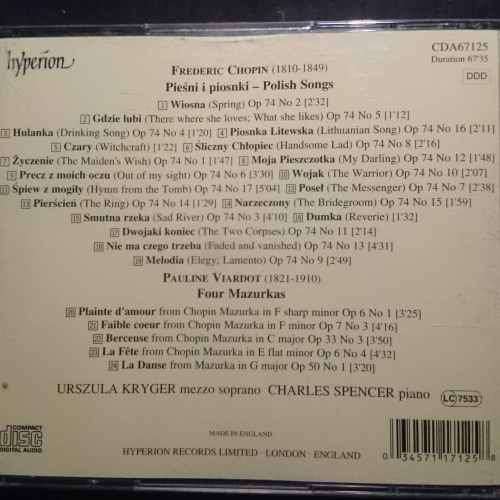 hyperion
CDA67125
Duration 67'35
DDD
FREDERIC CHOPIN (1810-1849)
Pieśni i piosnki – Polish Songs
1 Wiosna (Spring) Op 74 No 2 [2'32]
2 Gdzie lubi (There where she loves; What she likes) Op 74 No 5 [1'12]
3 Hulanka (Drinking Song) Op 74 No 4 [1'20] 4 Piosnka Litewska (Lithuanian Song) Op 74 No 16 [2'11]
5 Czary (Witchcraft) [1'22] 6 Śliczny Chłopiec (Handsome Lad) Op 74 No 8 [2'16]
7 Życzenie (The Maiden's Wish) Op 74 No 1 [1'47] 8 Moja Pieszczotka (My Darling) Op 74 No 12 [1'48]
9 Precz z moich oczu (Out of my sight) Op 74 No 6 [3'30] 10 Wojak (The Warrior) Op 74 No 10 [2'07]
11 Śpiew z mogiły (Hymn from the Tomb) Op 74 No 17 [5'04] 12 Poseł (The Messenger) Op 74 No 7 [2'38]
13 Pierścień (The Ring) Op 74 No 14 [1'29] 14 Narzeczony (The Bridegroom) Op 74 No 15 [1'59]
15 Smutna rzeka (Sad River) Op 74 No 3 [4'10] 16 Dumka (Reverie) [1'32]
17 Dwojaki koniec (The Two Corpses) Op 74 No 11 [2'14]
18 Nie ma czego trzeba (Faded and vanished) Op 74 No 13 [4'31]
19 Melodia (Elegy; Lamento) Op 74 No 9 [2'49]
PAULINE VIARDOT (1821-1910)
Four Mazurkas
20 Plainte d'amour from Chopin Mazurka in F sharp minor Op 6 No 1 [3'25]
21 Faible coeur from Chopin Mazurka in F minor Op 7 No 3 [4'16]
22 Berceuse from Chopin Mazurka in C major Op 33 No 3 [3'50]
23 La Fête from Chopin Mazurka in E flat minor Op 6 No 4 [4'32]
24 La Danse from Chopin Mazurka in G major Op 50 No 1 [3'20]
URSZULA KRYGER mezzo soprano CHARLES SPENCER piano
LC 7533
COMPACT disc DIGITAL AUDIO
MADE IN ENGLAND
HYPERION RECORDS LIMITED · LONDON · ENGLAND
0 34571 17125 8